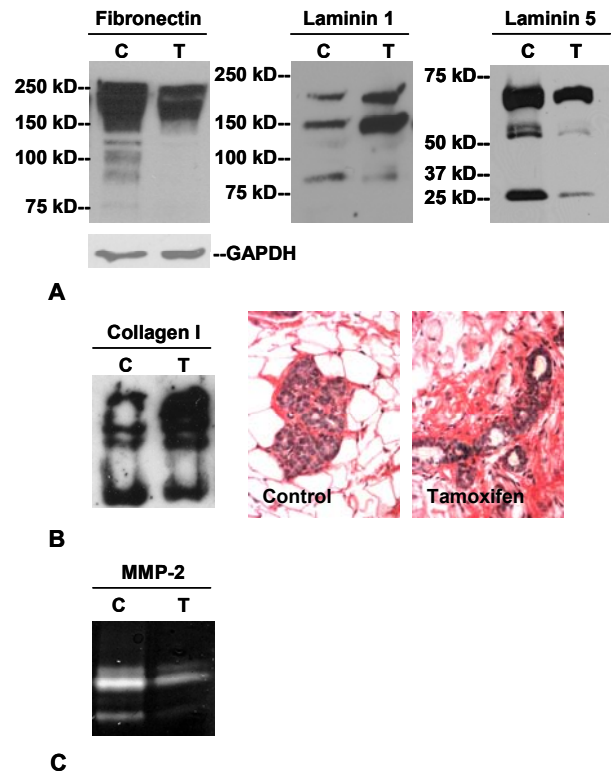 Fibronectin
C T
250 kD--
150 kD--
100 kD--
75 kD--
--GAPDH
Laminin 1
C T
250 kD--
150 kD--
100 kD--
75 kD--
Laminin 5
C T
75 kD--
50 kD--
37 kD--
25 kD--
A
Collagen I
C T
Control
Tamoxifen
B
MMP-2
C T
C